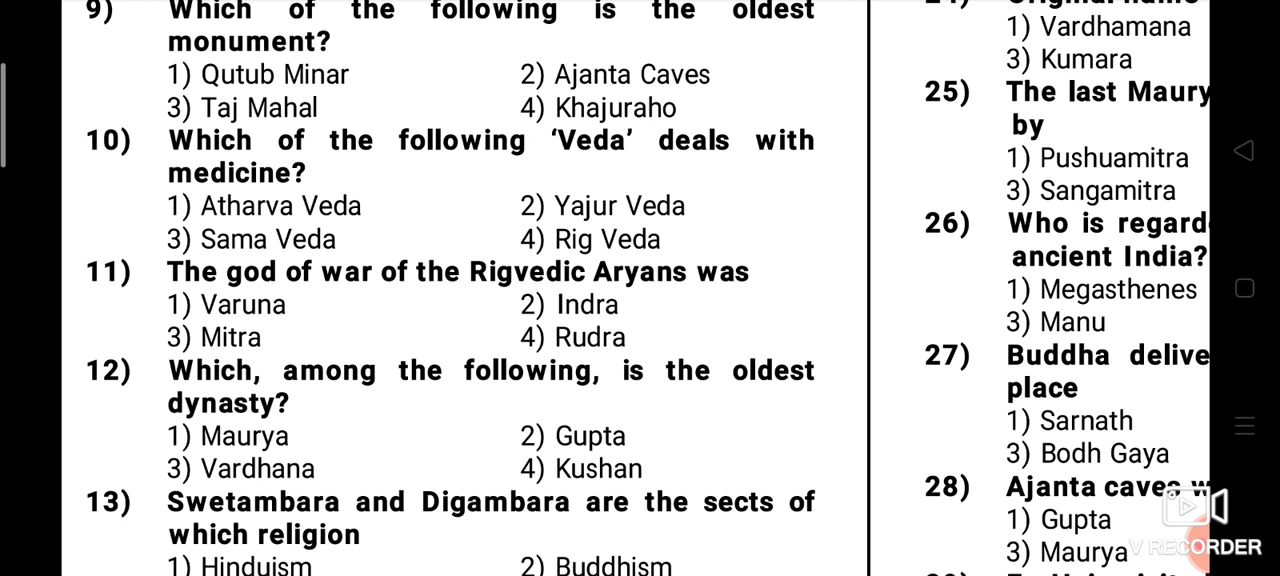 9) Which of the following is the oldest
monument?
1) Qutub Minar 2) Ajanta Caves
3) Taj Mahal 4) Khajuraho
10) Which of the following ‘Veda’ deals with
medicine?
1) Atharva Veda 2) Yajur Veda
3) Sama Veda 4) Rig Veda
11) The god of war of the Rigvedic Aryans was
1) Varuna 2) Indra
3) Mitra 4) Rudra
12) Which, among the following, is the oldest
dynasty?
1) Maurya 2) Gupta
3) Vardhana 4) Kushan
13) Swetambara and Digambara are the sects of
which religion
1) Hinduism 2) Buddhism
24) Original name
1) Vardhamana
3) Kumara
25) The last Maury
by
1) Pushuamitra
3) Sangamitra
26) Who is regard
ancient India?
1) Megasthenes
3) Manu
27) Buddha delive
place
1) Sarnath
3) Bodh Gaya
28) Ajanta caves w
1) Gupta
3) Maurya
V RECORDER